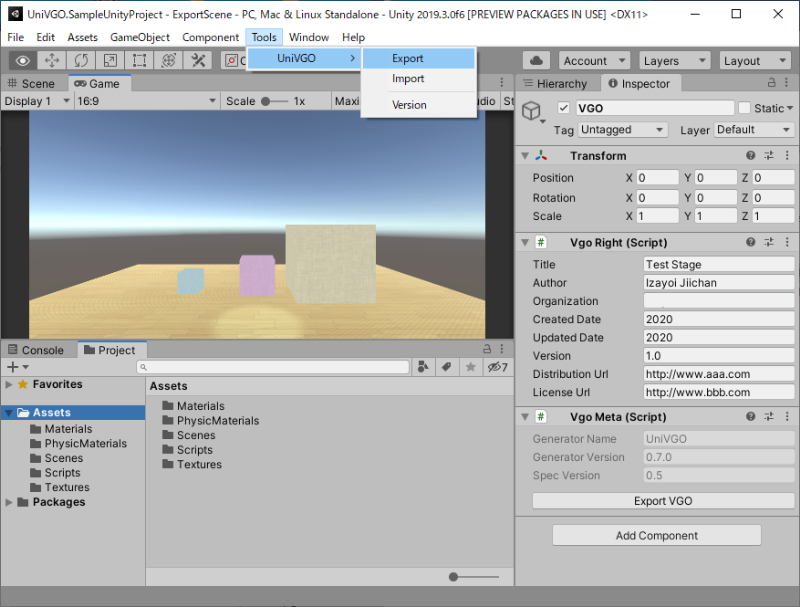 UniVGO.SampleUnityProject - ExportScene - PC, Mac & Linux Standalone - Unity 2019.3.0f6 [PREVIEW PACKAGES IN USE] <DX11>
File Edit Assets GameObject Component Tools Window Help
UniVGO
Export
Import
Version
Account Layers Layout
Scene Game
Display 1 16:9 Scale 1x Maxi dio St
Hierarchy Inspector
VGO Static
Tag Untagged Layer Default
Transform
Position X 0 Y 0 Z 0
Rotation X 0 Y 0 Z 0
Scale X 1 Y 1 Z 1
Vgo Right (Script)
Title Test Stage
Author Izayoi Jiichan
Organization
Created Date 2020
Updated Date 2020
Version 1.0
Distribution Url http://www.aaa.com
License Url http://www.bbb.com
Vgo Meta (Script)
Generator Name UniVGO
Generator Version 0.7.0
Spec Version 0.5
Export VGO
Add Component
Console Project
7
Favorites
Assets
Materials
PhysicMaterials
Scenes
Scripts
Textures
Packages
Assets
Materials
PhysicMaterials
Scenes
Scripts
Textures